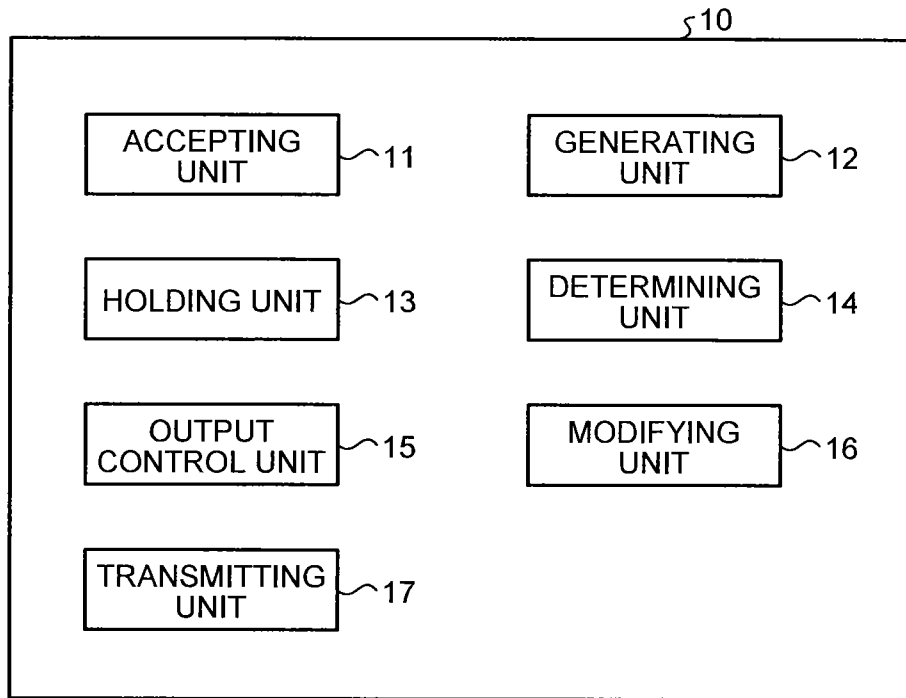 10
ACCEPTING
UNIT
11
GENERATING
UNIT
12
HOLDING UNIT
13
DETERMINING
UNIT
14
OUTPUT
CONTROL UNIT
15
MODIFYING
UNIT
16
TRANSMITTING
UNIT
17